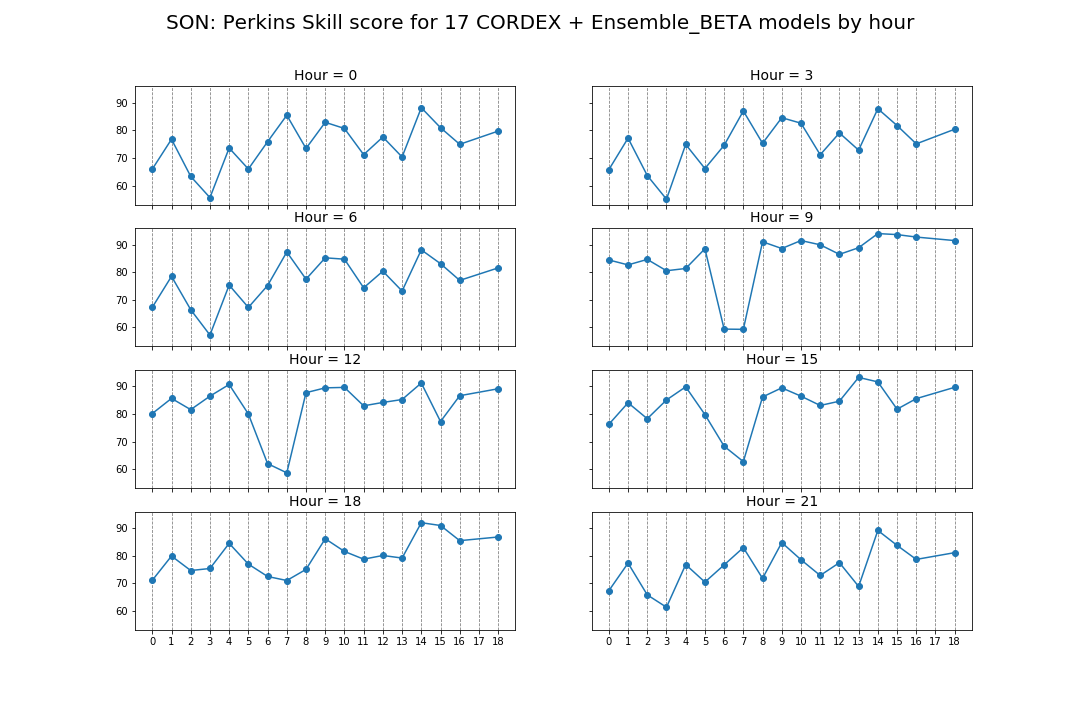 SON: Perkins Skill score for 17 CORDEX + Ensemble_BETA models by hour
Hour = 0
Hour = 3
90
80
70
60
Hour = 6
Hour = 9
90
80
70
60
Hour = 12
Hour = 15
90
80
70
60
Hour = 18
Hour = 21
90
80
70
60
0 1 2 3 4 5 6 7 8 9 10 11 12 13 14 15 16 17 18
0 1 2 3 4 5 6 7 8 9 10 11 12 13 14 15 16 17 18